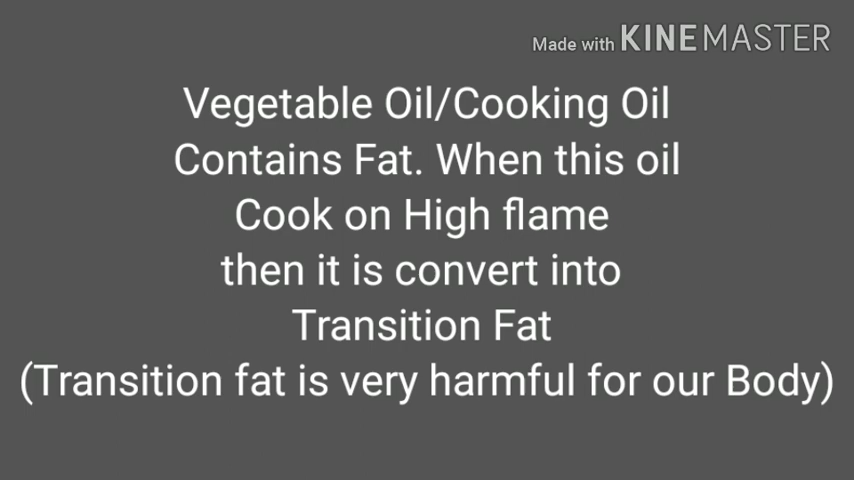 Made with KINEMASTER
Vegetable Oil/Cooking Oil
Contains Fat. When this oil
Cook on High flame
then it is convert into
Transition Fat
(Transition fat is very harmful for our Body)